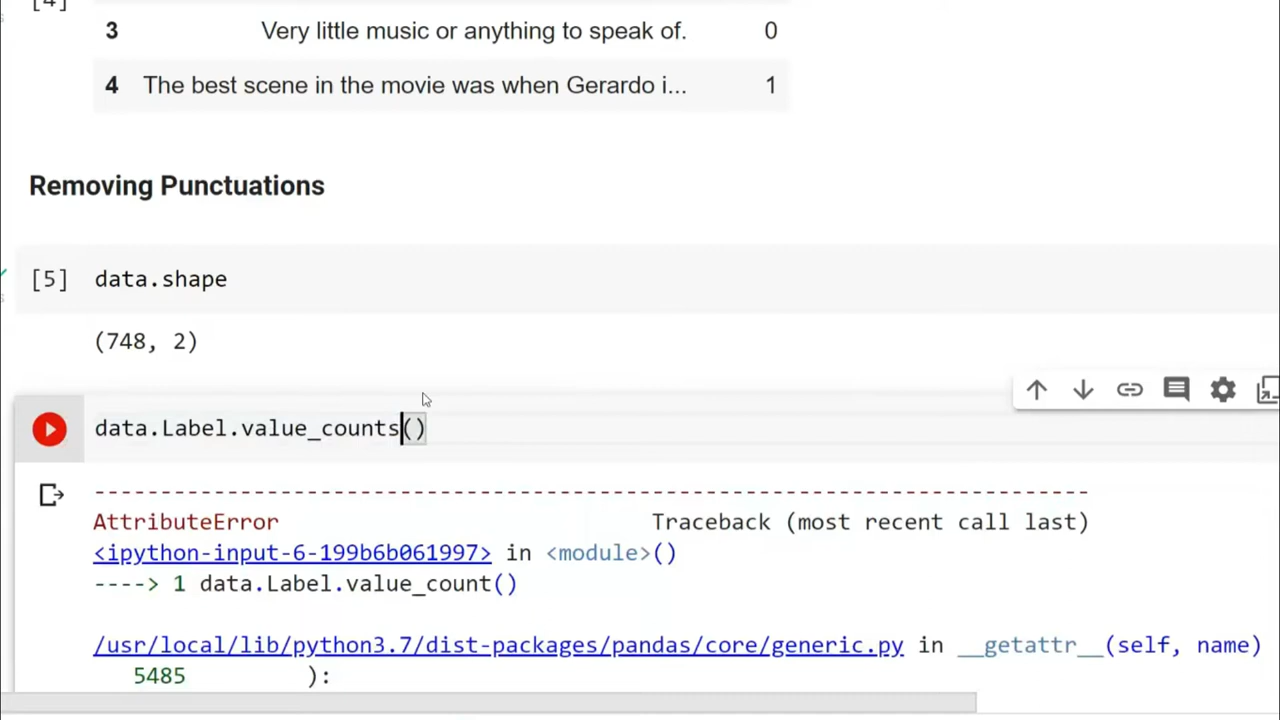 [4]
3 Very little music or anything to speak of. 0
4 The best scene in the movie was when Gerardo i... 1
Removing Punctuations
[5] data.shape
(748, 2)
data.Label.value_counts()
---------------------------------------------------------------------------
AttributeError Traceback (most recent call last)
<ipython-input-6-199b6b061997> in <module>()
----> 1 data.Label.value_count()
/usr/local/lib/python3.7/dist-packages/pandas/core/generic.py in __getattr__(self, name)
5485 ):